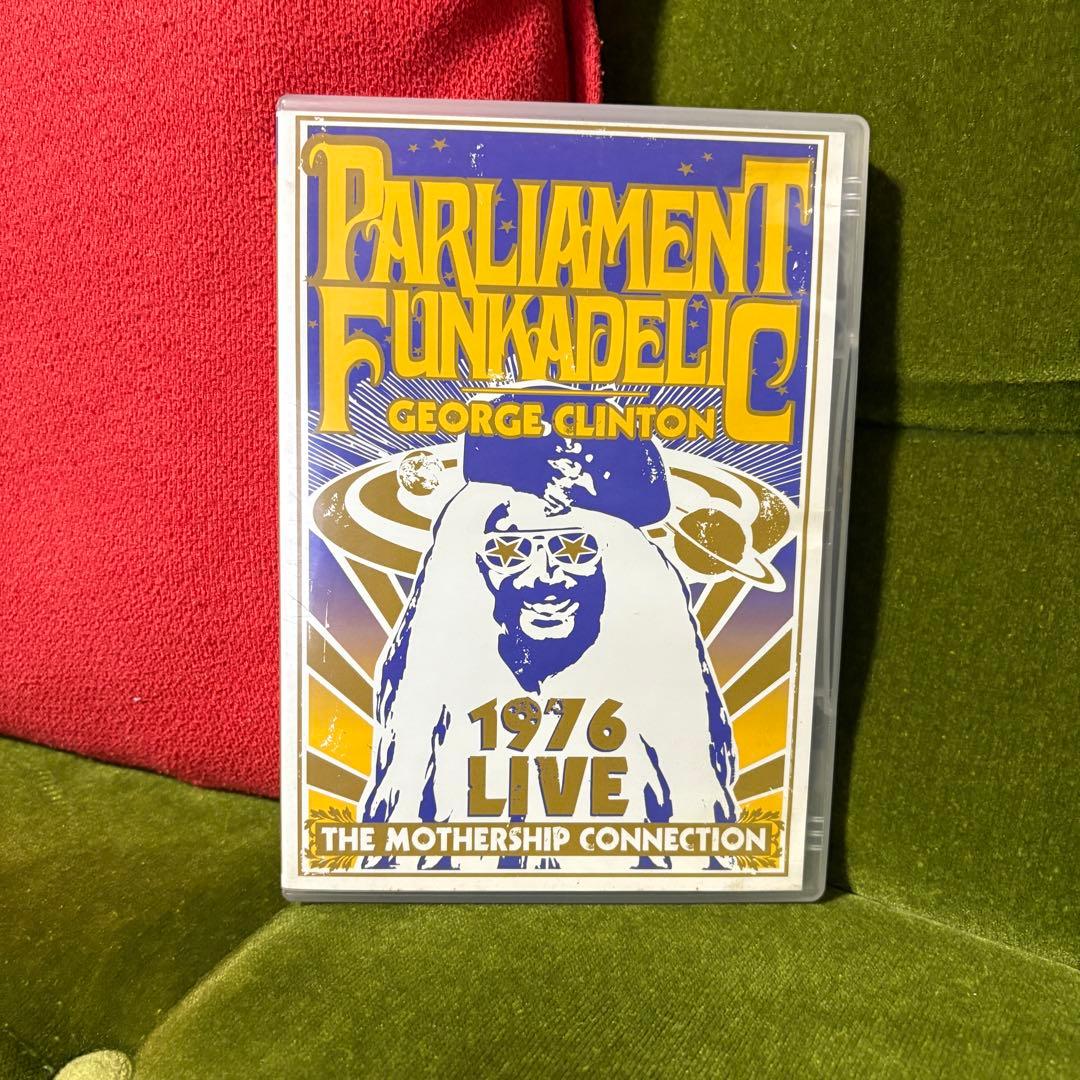 PARLIAMENT
FUNKADELIC
GEORGE CLINTON
1976
LIVE
THE MOTHERSHIP CONNECTION